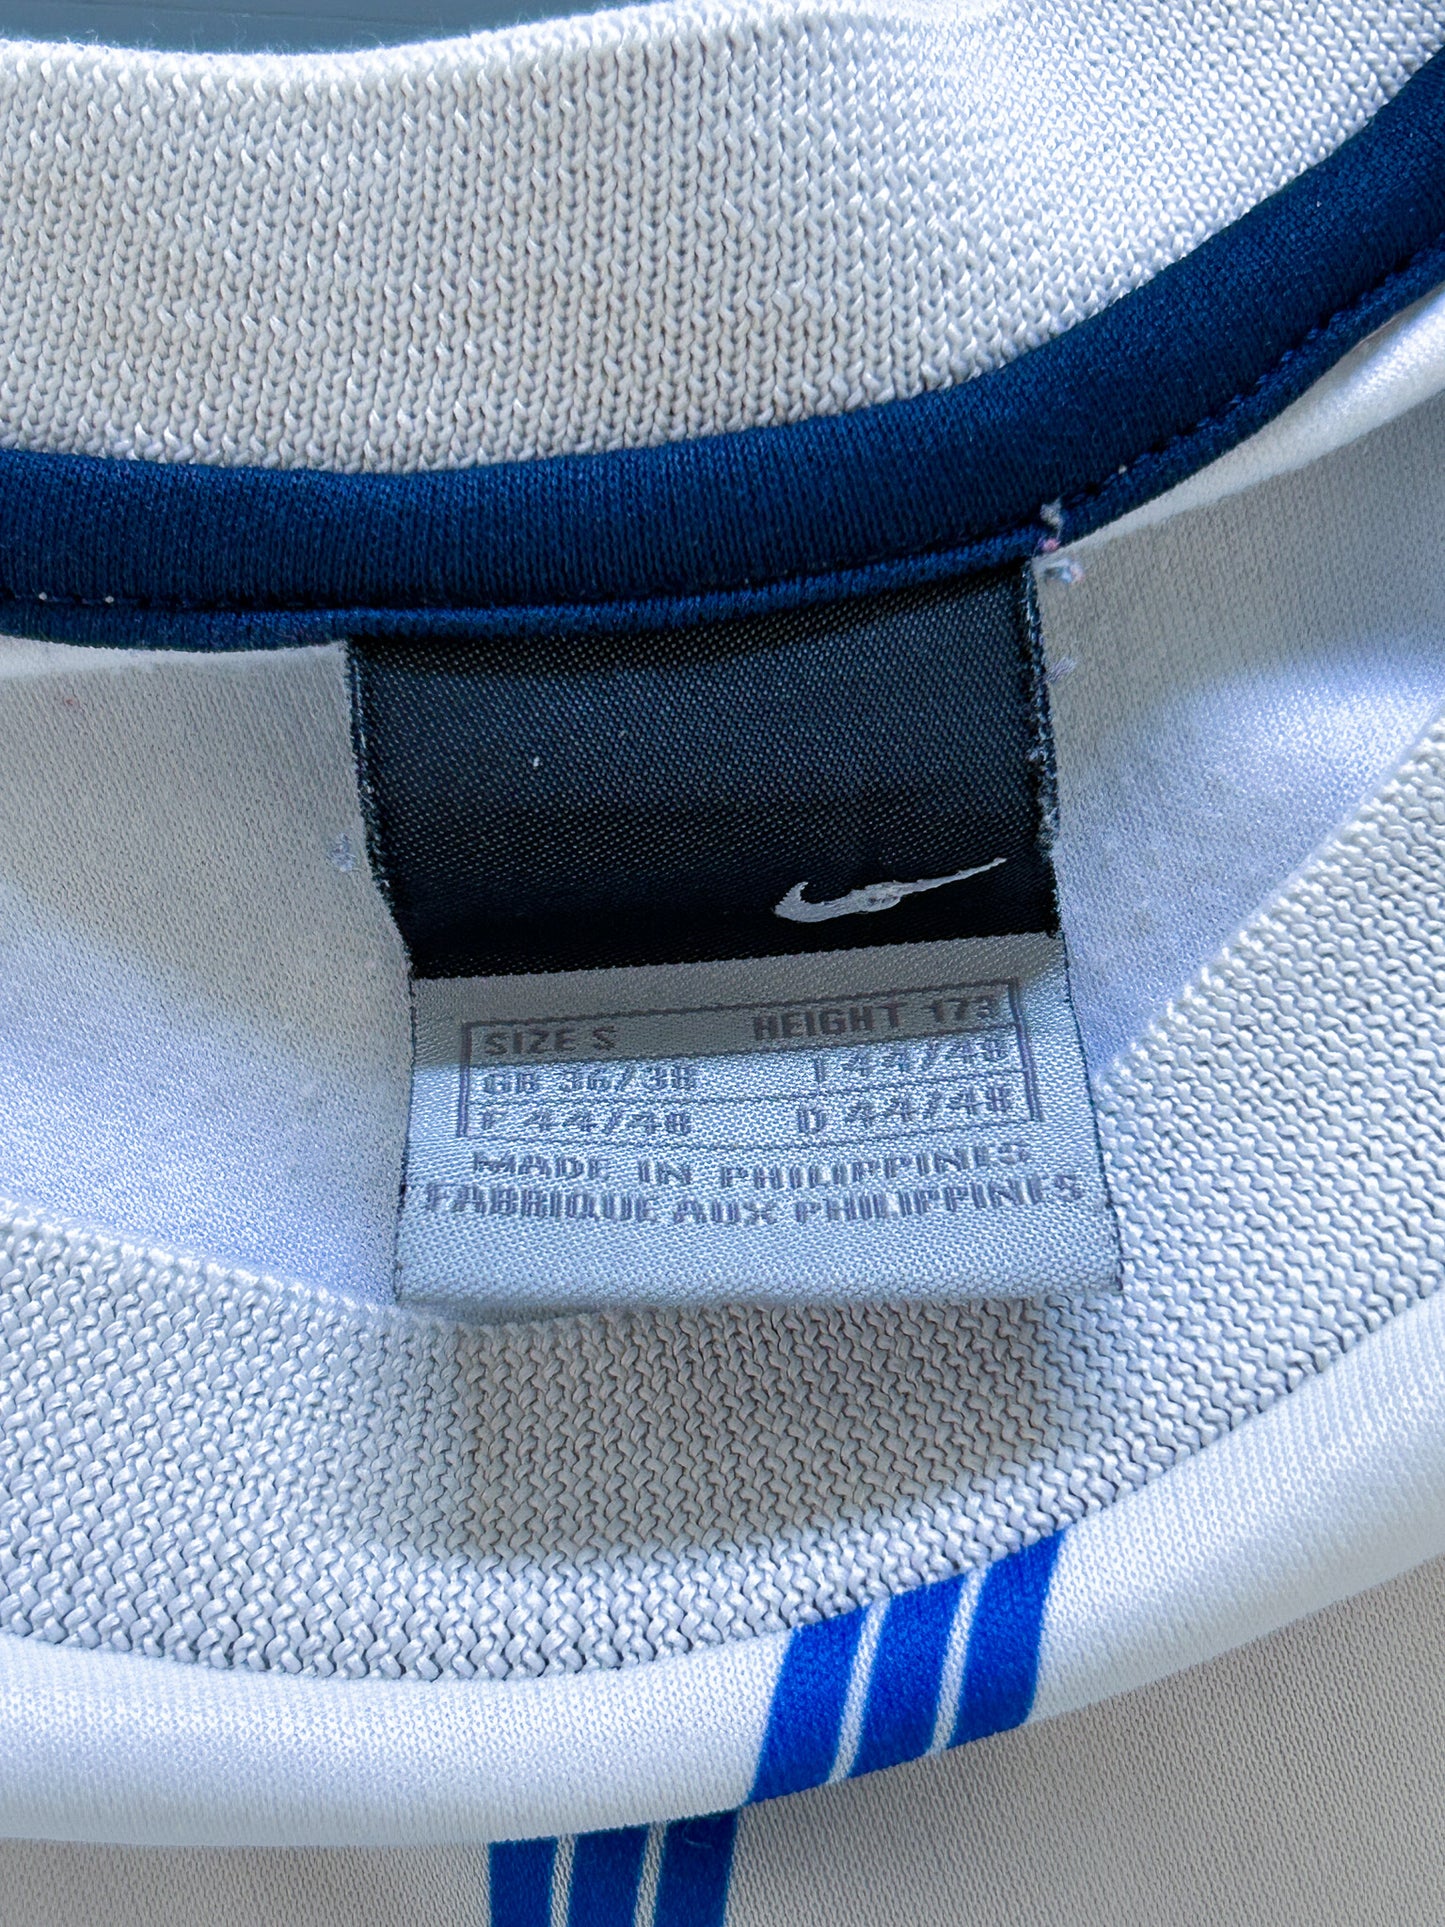 SIZE S HEIGHT 173
GB 36/38 I 44/48
F 44/48 D 44/48
MADE IN PHILIPPINES
FABRIQUE AUX PHILIPPINES